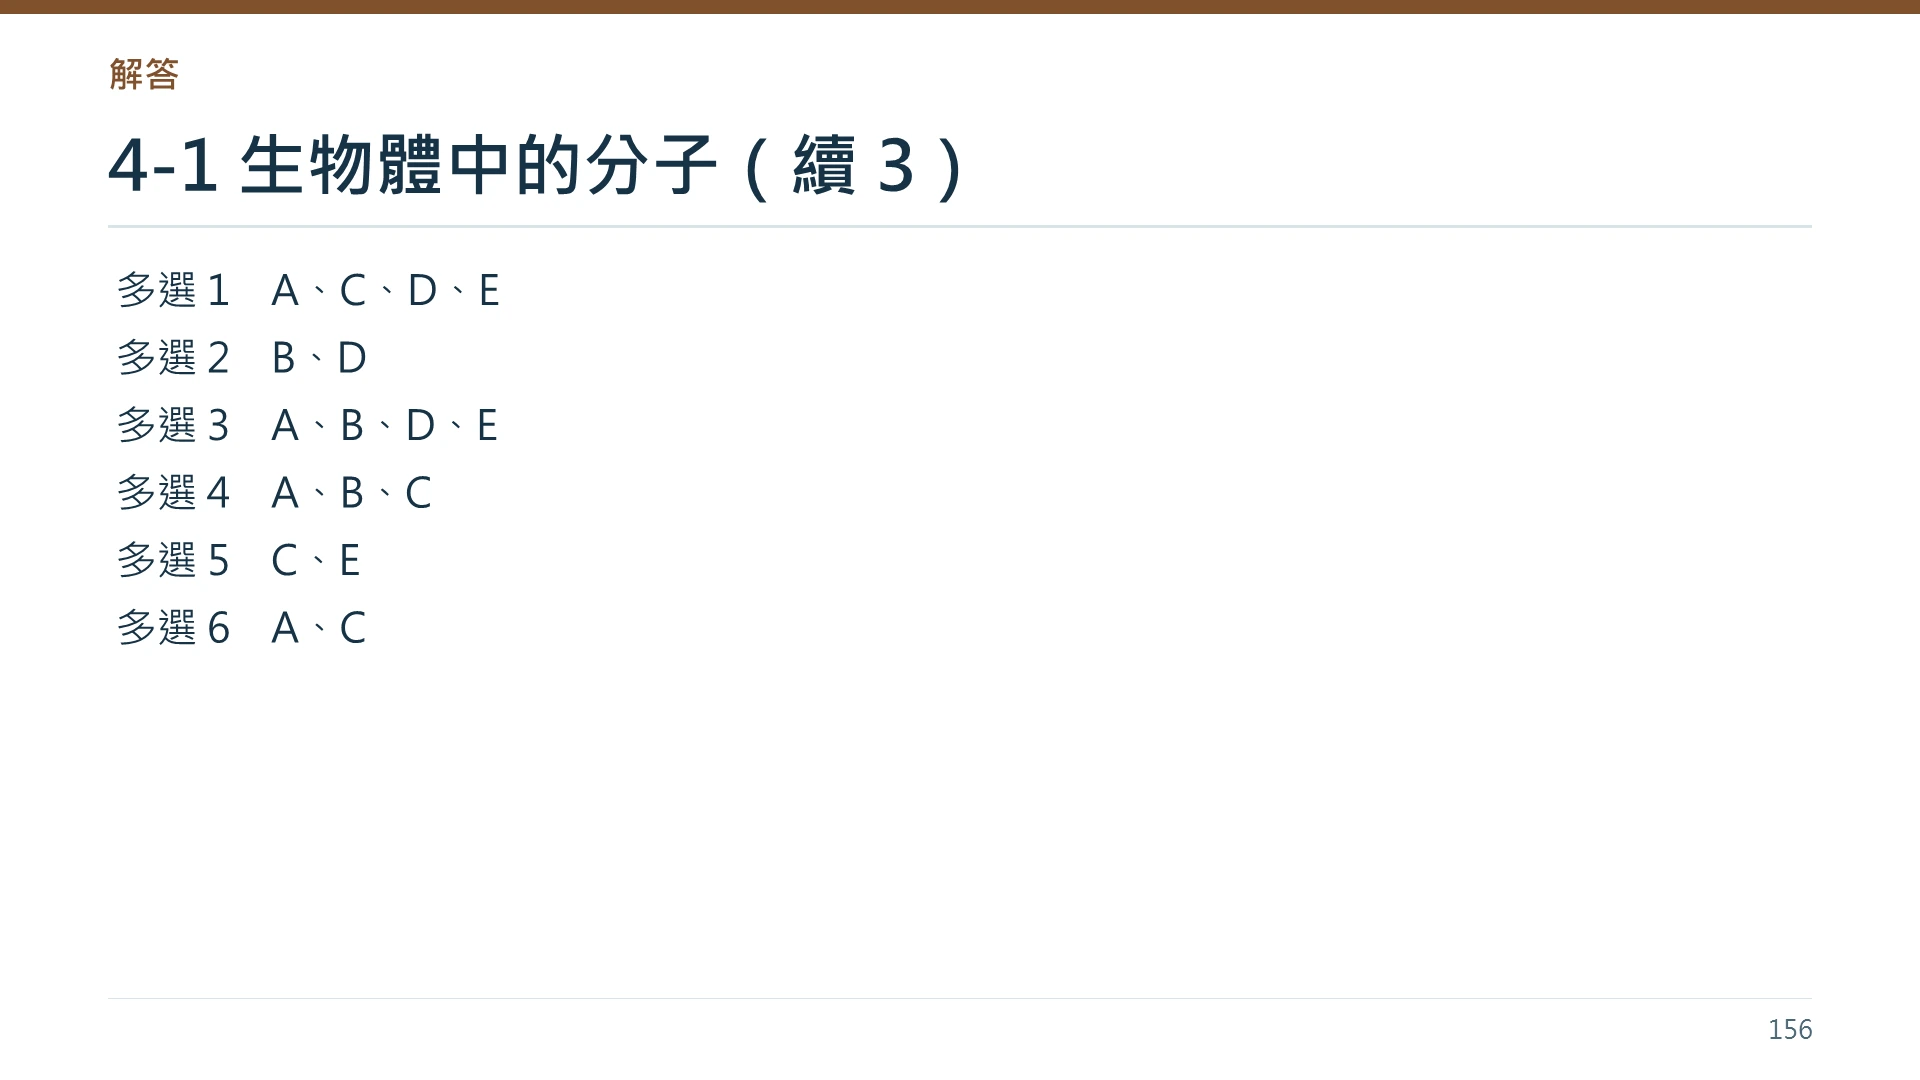 解答
4-1 生物體中的分子（續 3）
多選 1　A、C、D、E
多選 2　B、D
多選 3　A、B、D、E
多選 4　A、B、C
多選 5　C、E
多選 6　A、C
156